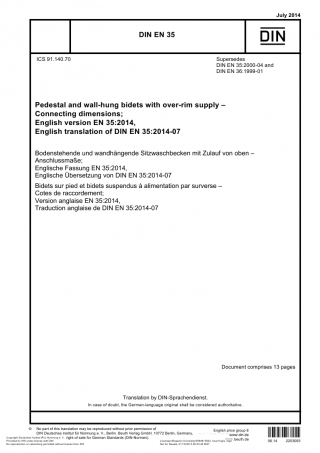 July 2014
DIN EN 35
DIN
ICS 91.140.70
Supersedes
DIN EN 35:2000-04 and
DIN EN 36:1999-01
Pedestal and wall-hung bidets with over-rim supply –
Connecting dimensions;
English version EN 35:2014,
English translation of DIN EN 35:2014-07
Bodenstehende und wandhängende Sitzwaschbecken mit Zulauf von oben –
Anschlussmaße;
Englische Fassung EN 35:2014,
Englische Übersetzung von DIN EN 35:2014-07
Bidets sur pied et bidets suspendus à alimentation par surverse –
Cotes de raccordement;
Version anglaise EN 35:2014,
Traduction anglaise de DIN EN 35:2014-07
Document comprises 13 pages
Translation by DIN-Sprachendienst.
In case of doubt, the German-language original shall be considered authoritative.
No part of this translation may be reproduced without prior permission of
DIN Deutsches Institut für Normung e. V., Berlin. Beuth Verlag GmbH, 10772 Berlin, Germany,
right of sale for German Standards (DIN-Normen).
English price group 9
www.din.de
www.beuth.de